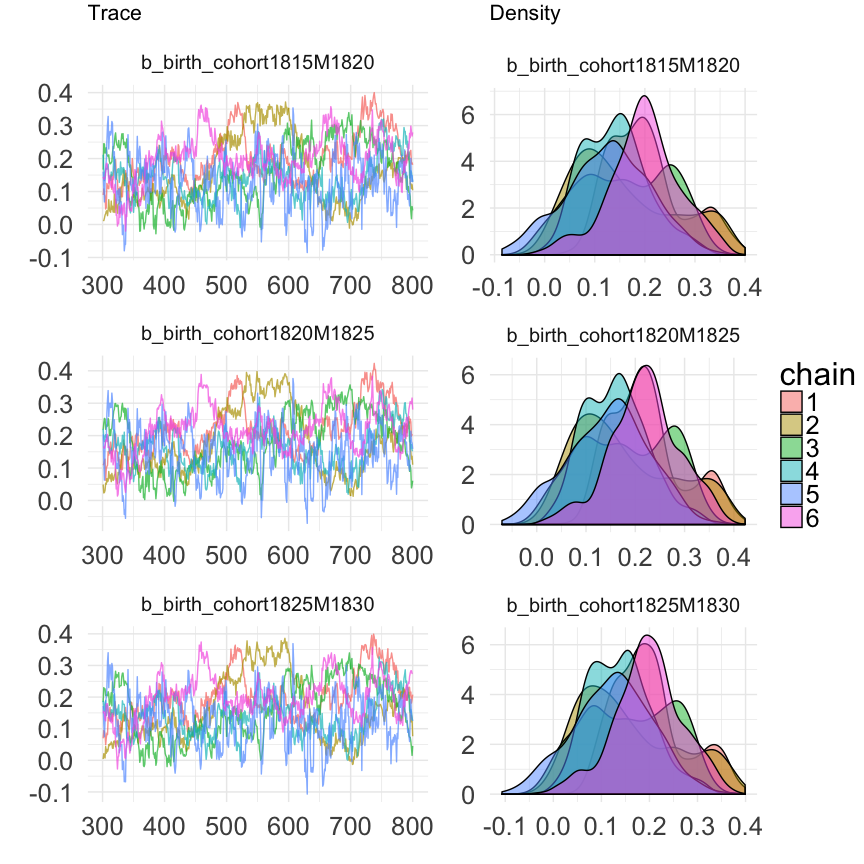 Trace
Density
b_birth_cohort1815M1820
b_birth_cohort1815M1820
0.4
0.3
0.2
0.1
0.0
-0.1
6
4
2
0
300 400 500 600 700 800
-0.1 0.0 0.1 0.2 0.3 0.4
b_birth_cohort1820M1825
b_birth_cohort1820M1825
0.4
0.3
0.2
0.1
0.0
6
4
2
0
300 400 500 600 700 800
0.0 0.1 0.2 0.3 0.4
chain
1
2
3
4
5
6
b_birth_cohort1825M1830
b_birth_cohort1825M1830
0.4
0.3
0.2
0.1
0.0
-0.1
6
4
2
0
300 400 500 600 700 800
-0.1 0.0 0.1 0.2 0.3 0.4